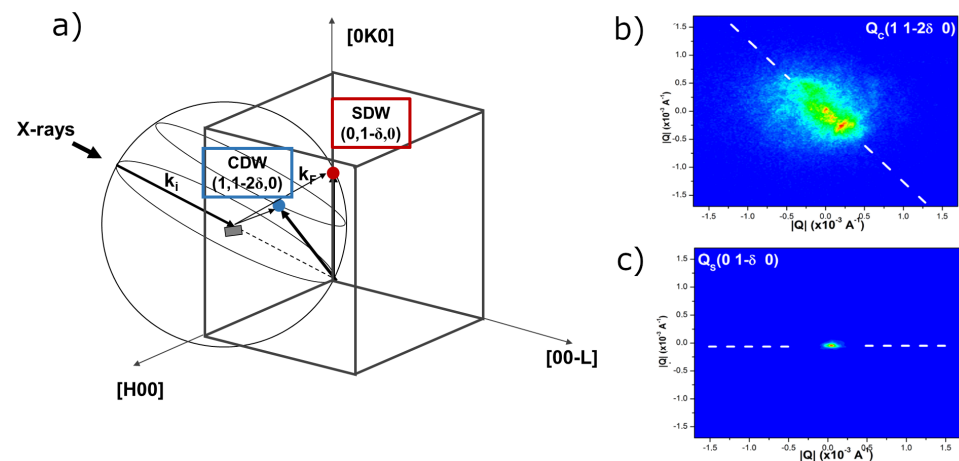 a)
[0K0]
SDW
(0,1-δ,0)
X-rays
CDW
(1,1-2δ,0)
k_F
k_i
[H00]
[00-L]
b)
Q_C(1 1-2δ 0)
|Q| (x10⁻³ A⁻¹)
1.5
1.0
0.5
0.0
-0.5
-1.0
-1.5
-1.5 -1.0 -0.5 0.0 0.5 1.0 1.5
|Q| (x10⁻³ A⁻¹)
c)
Q_S(0 1-δ 0)
|Q| (x10⁻³ A⁻¹)
1.5
1.0
0.5
0.0
-0.5
-1.0
-1.5
-1.5 -1.0 -0.5 0.0 0.5 1.0 1.5
|Q| (x10⁻³ A⁻¹)